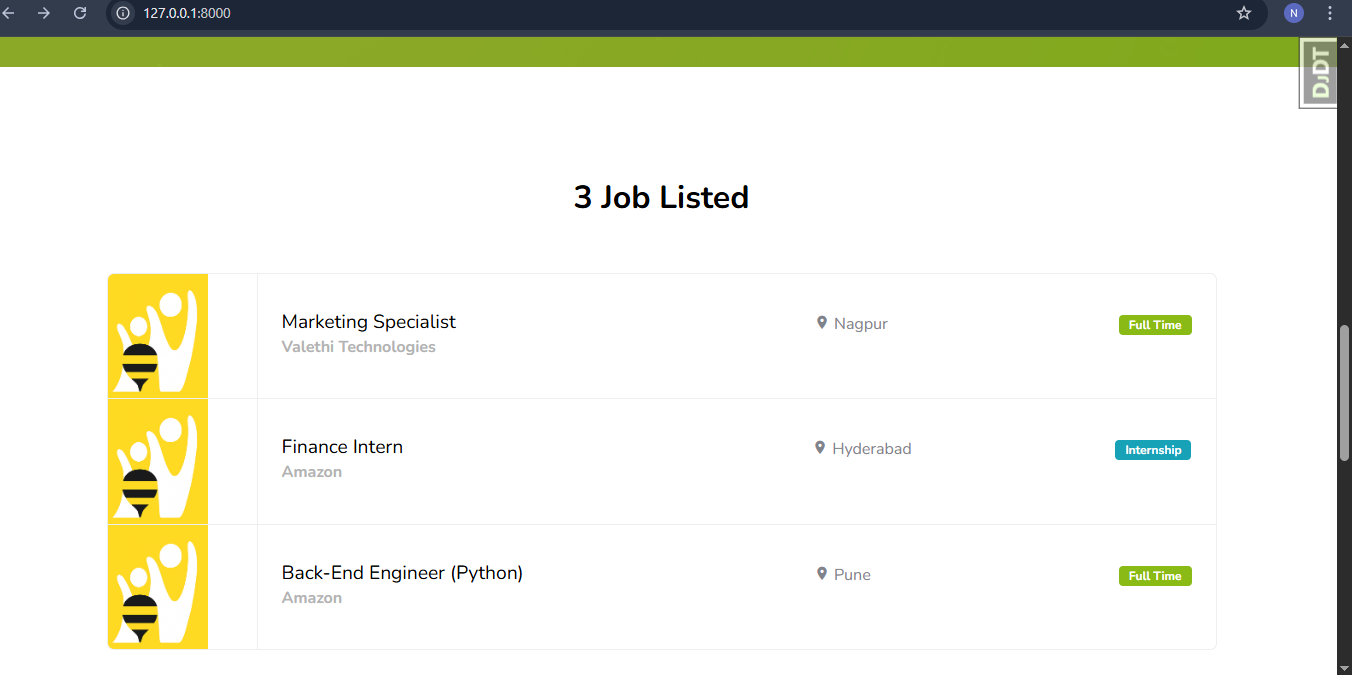 127.0.0.1:8000
N
DjDT
3 Job Listed
Marketing Specialist
Valethi Technologies
Nagpur
Full Time
Finance Intern
Amazon
Hyderabad
Internship
Back-End Engineer (Python)
Amazon
Pune
Full Time